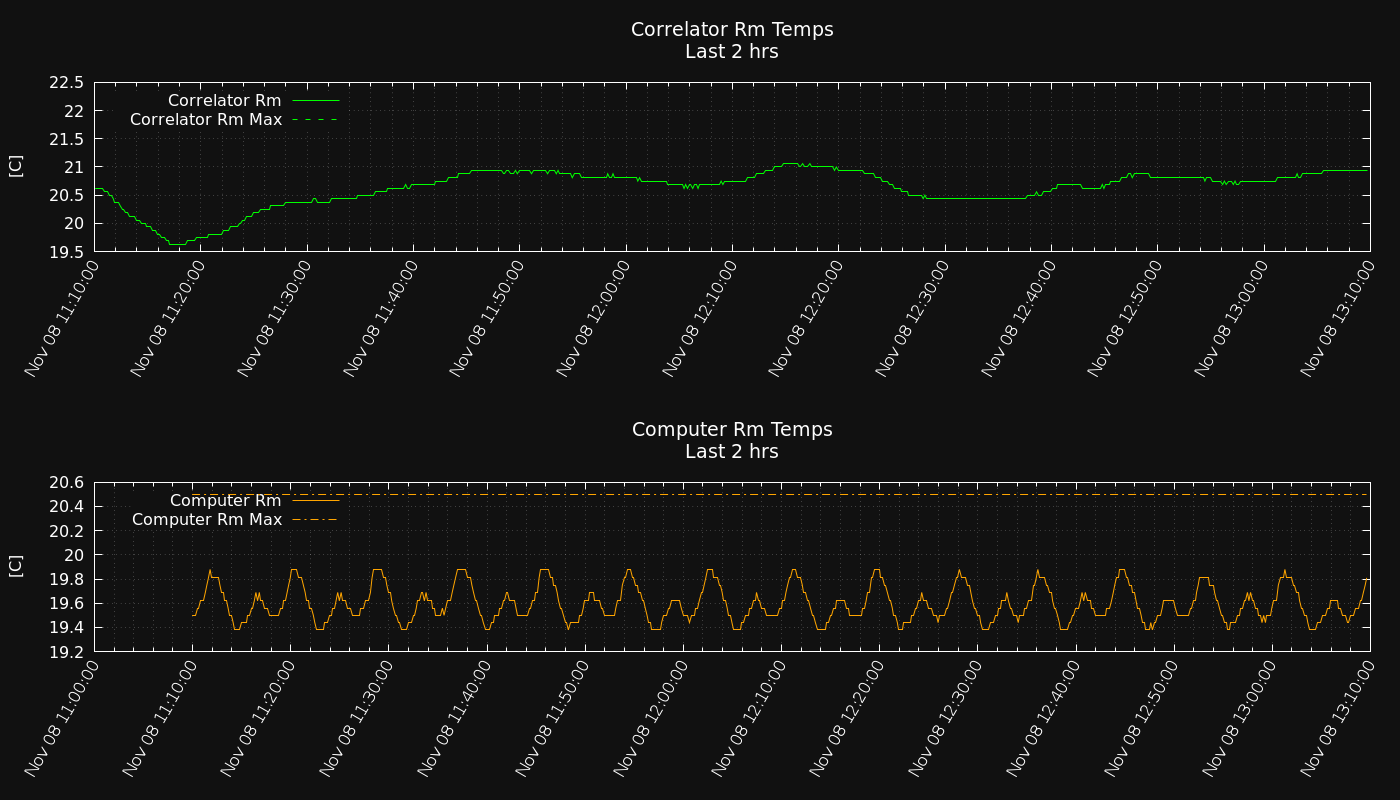 Correlator Rm Temps
Last 2 hrs
22.5
22
21.5
21
20.5
20
19.5
[C]
Correlator Rm
Correlator Rm Max
Nov 08 11:10:00
Nov 08 11:20:00
Nov 08 11:30:00
Nov 08 11:40:00
Nov 08 11:50:00
Nov 08 12:00:00
Nov 08 12:10:00
Nov 08 12:20:00
Nov 08 12:30:00
Nov 08 12:40:00
Nov 08 12:50:00
Nov 08 13:00:00
Nov 08 13:10:00
Computer Rm Temps
Last 2 hrs
20.6
20.4
20.2
20
19.8
19.6
19.4
19.2
[C]
Computer Rm
Computer Rm Max
Nov 08 11:00:00
Nov 08 11:10:00
Nov 08 11:20:00
Nov 08 11:30:00
Nov 08 11:40:00
Nov 08 11:50:00
Nov 08 12:00:00
Nov 08 12:10:00
Nov 08 12:20:00
Nov 08 12:30:00
Nov 08 12:40:00
Nov 08 12:50:00
Nov 08 13:00:00
Nov 08 13:10:00